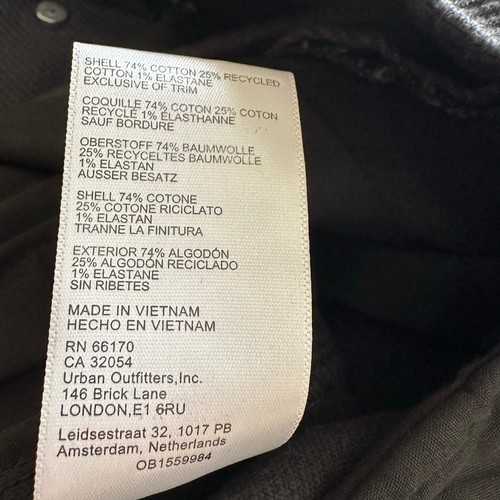 SHELL 74% COTTON 25% RECYCLED
COTTON 1% ELASTANE
EXCLUSIVE OF TRIM
COQUILLE 74% COTON 25% COTON
RECYCLÉ 1% ÉLASTHANNE
SAUF BORDURE
OBERSTOFF 74% BAUMWOLLE
25% RECYCELTES BAUMWOLLE
1% ELASTAN
AUSSER BESATZ
SHELL 74% COTONE
25% COTONE RICICLATO
1% ELASTAN
TRANNE LA FINITURA
EXTERIOR 74% ALGODÓN
25% ALGODÓN RECICLADO
1% ELASTANE
SIN RIBETES
MADE IN VIETNAM
HECHO EN VIETNAM
RN 66170
CA 32054
Urban Outfitters,Inc.
146 Brick Lane
LONDON,E1 6RU
Leidsestraat 32, 1017 PB
Amsterdam, Netherlands
OB1559984